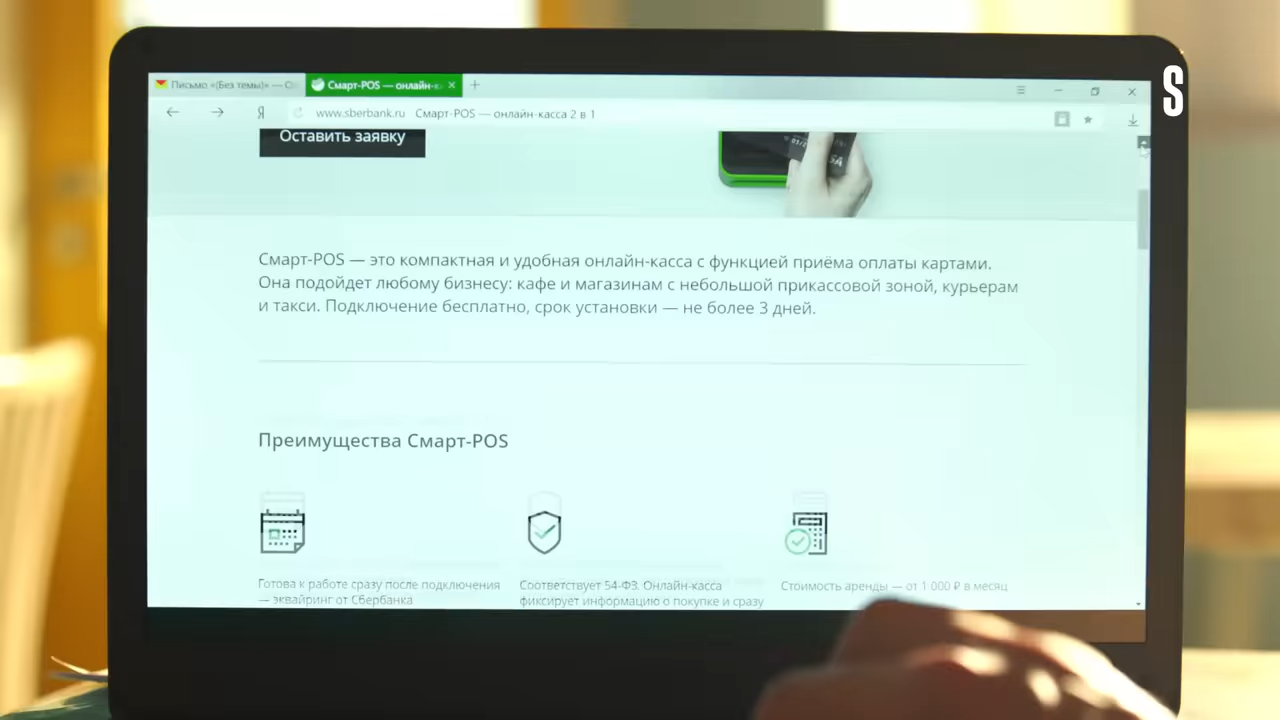 Письмо «(Без темы)» — 
Смарт-POS — онлайн-
Я
www.sberbank.ru Смарт-POS — онлайн-касса 2 в 1
S
Оставить заявку
Смарт-POS — это компактная и удобная онлайн-касса с функцией приёма оплаты картами.
Она подойдет любому бизнесу: кафе и магазинам с небольшой прикассовой зоной, курьерам
и такси. Подключение бесплатно, срок установки — не более 3 дней.
Преимущества Смарт-POS
Готова к работе сразу после подключения
— эквайринг от Сбербанка
Соответствует 54-ФЗ. Онлайн-касса
фиксирует информацию о покупке и сразу
Стоимость аренды — от 1 000 ₽ в месяц